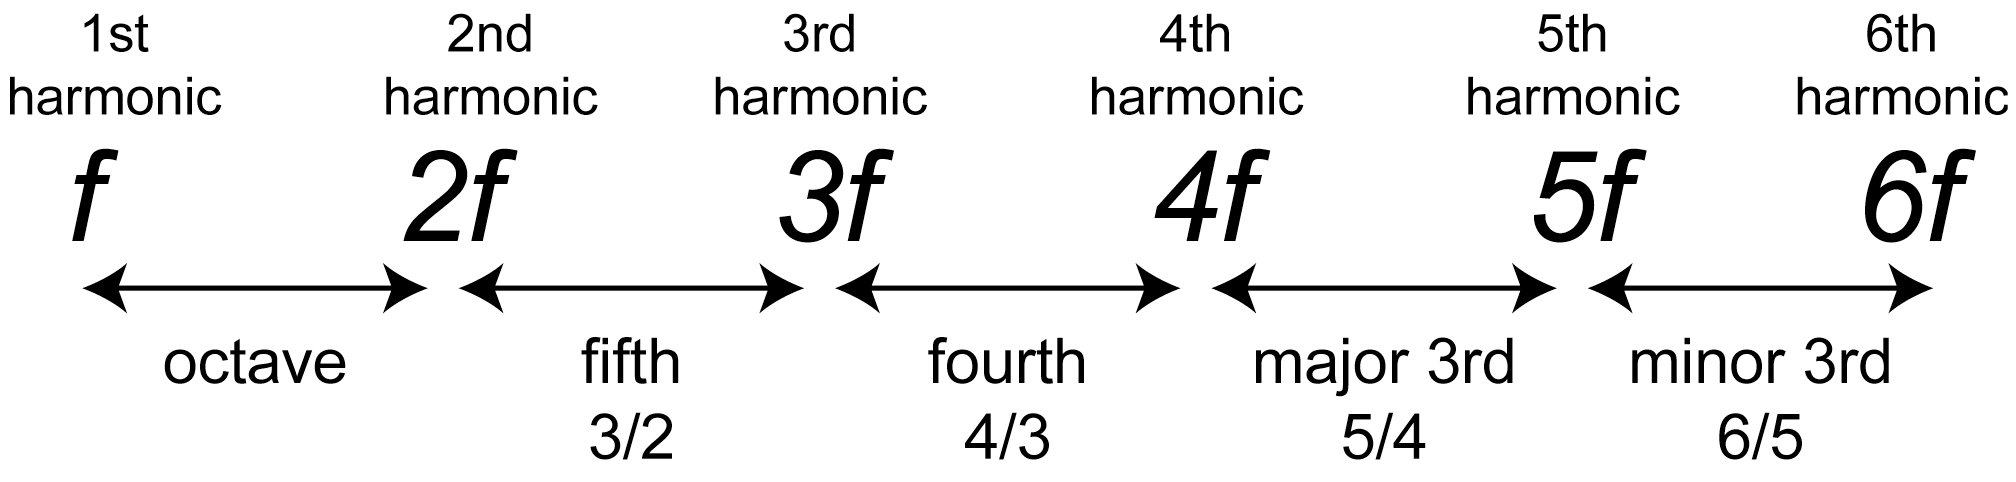 1st 2nd 3rd 4th 5th 6th
harmonic harmonic harmonic harmonic harmonic harmonic
f 2f 3f 4f 5f 6f
octave fifth fourth major 3rd minor 3rd
3/2 4/3 5/4 6/5